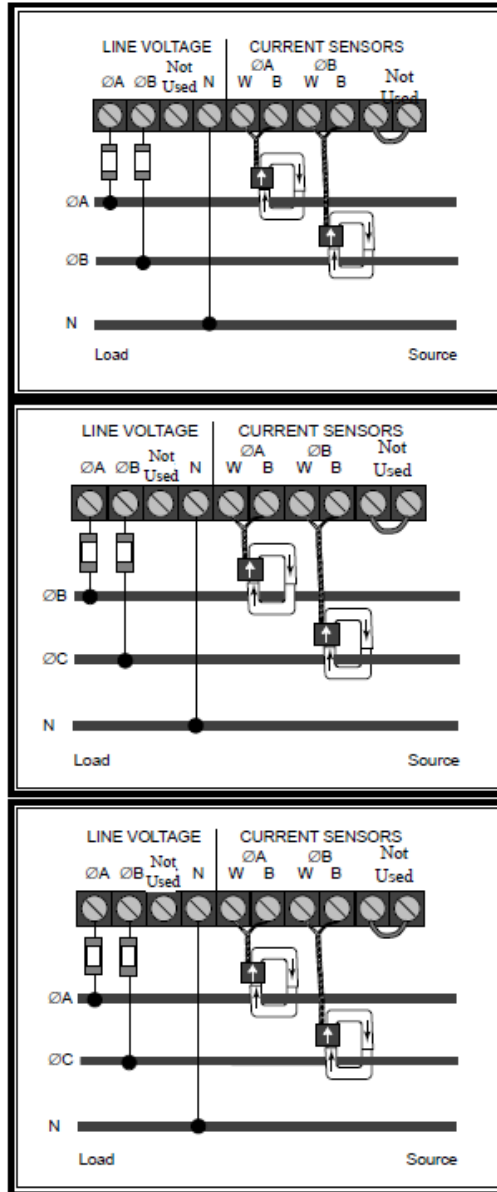 LINE VOLTAGE CURRENT SENSORS
ØA ØB Not Used N W ØA B W ØB B Not Used
ØA
ØB
N
Load Source
LINE VOLTAGE CURRENT SENSORS
ØA ØB Not Used N W ØA B W ØB B Not Used
ØB
ØC
N
Load Source
LINE VOLTAGE CURRENT SENSORS
ØA ØB Not Used N W ØA B W ØB B Not Used
ØA
ØC
N
Load Source